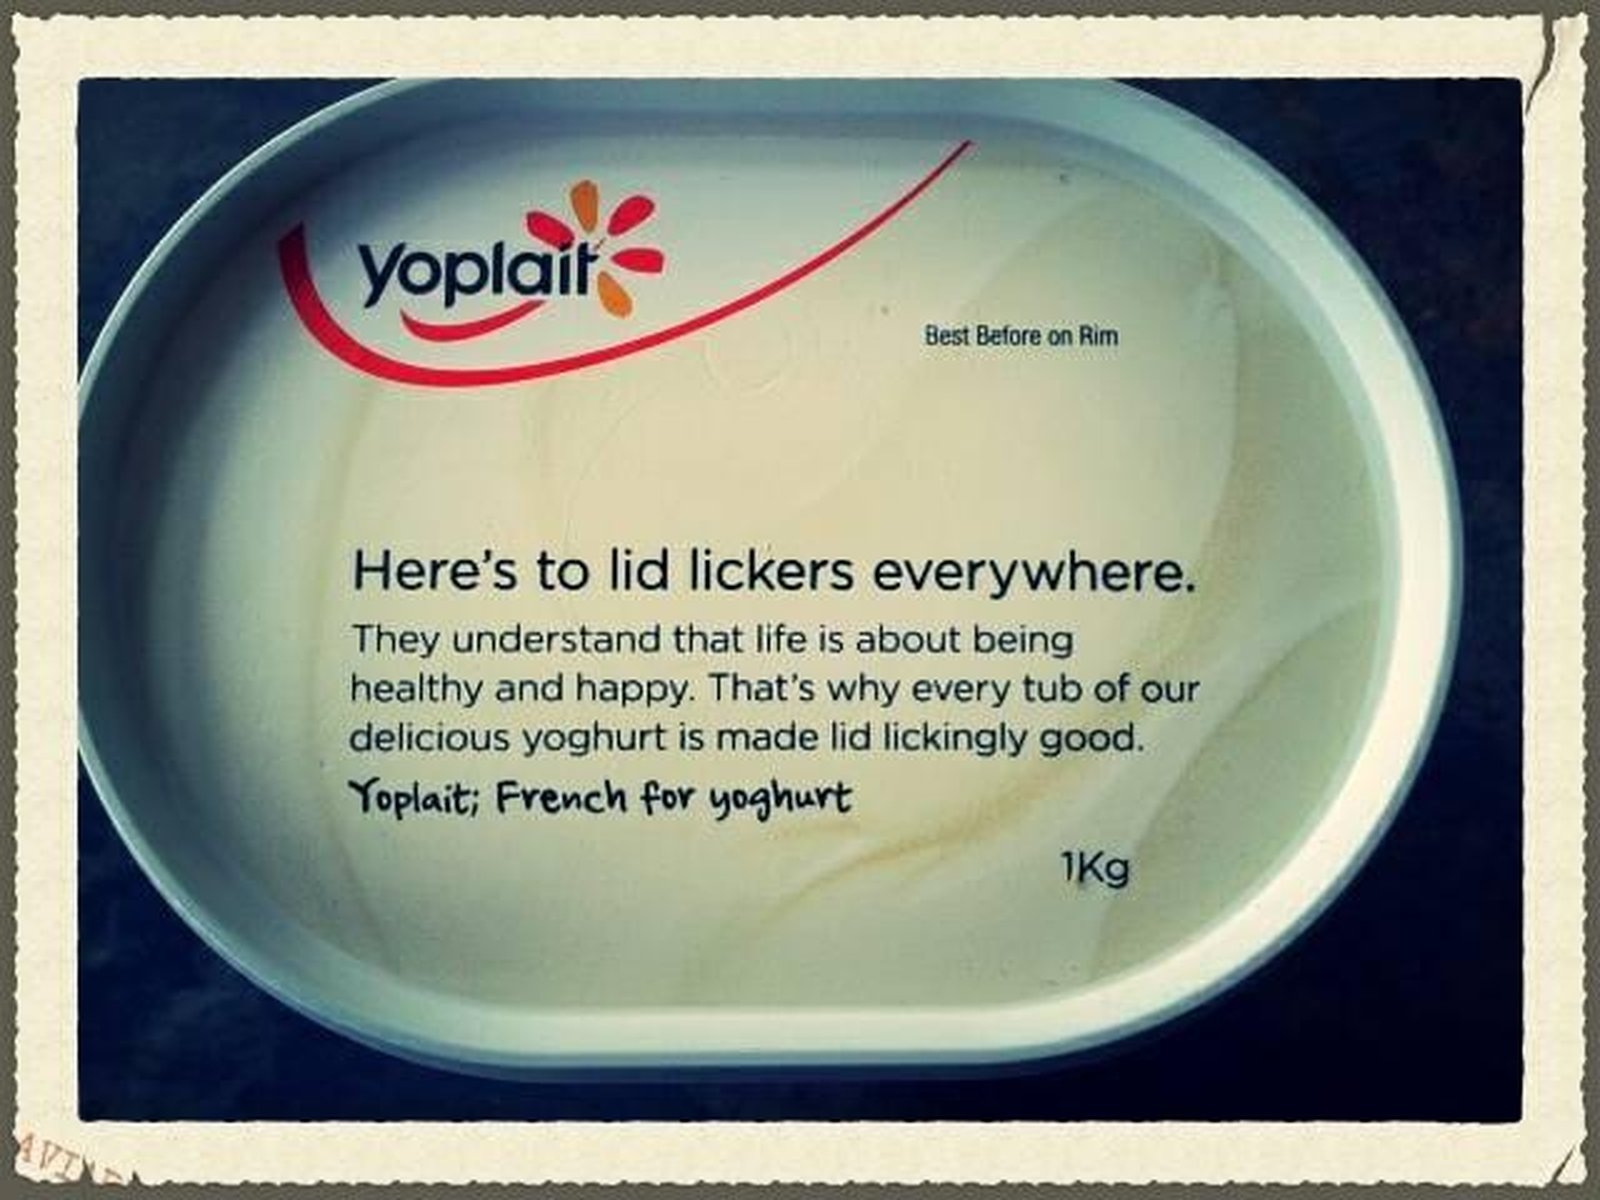 Yoplait
Best Before on Rim
Here's to lid lickers everywhere.
They understand that life is about being
healthy and happy. That's why every tub of our
delicious yoghurt is made lid lickingly good.
Yoplait; French for yoghurt
1Kg